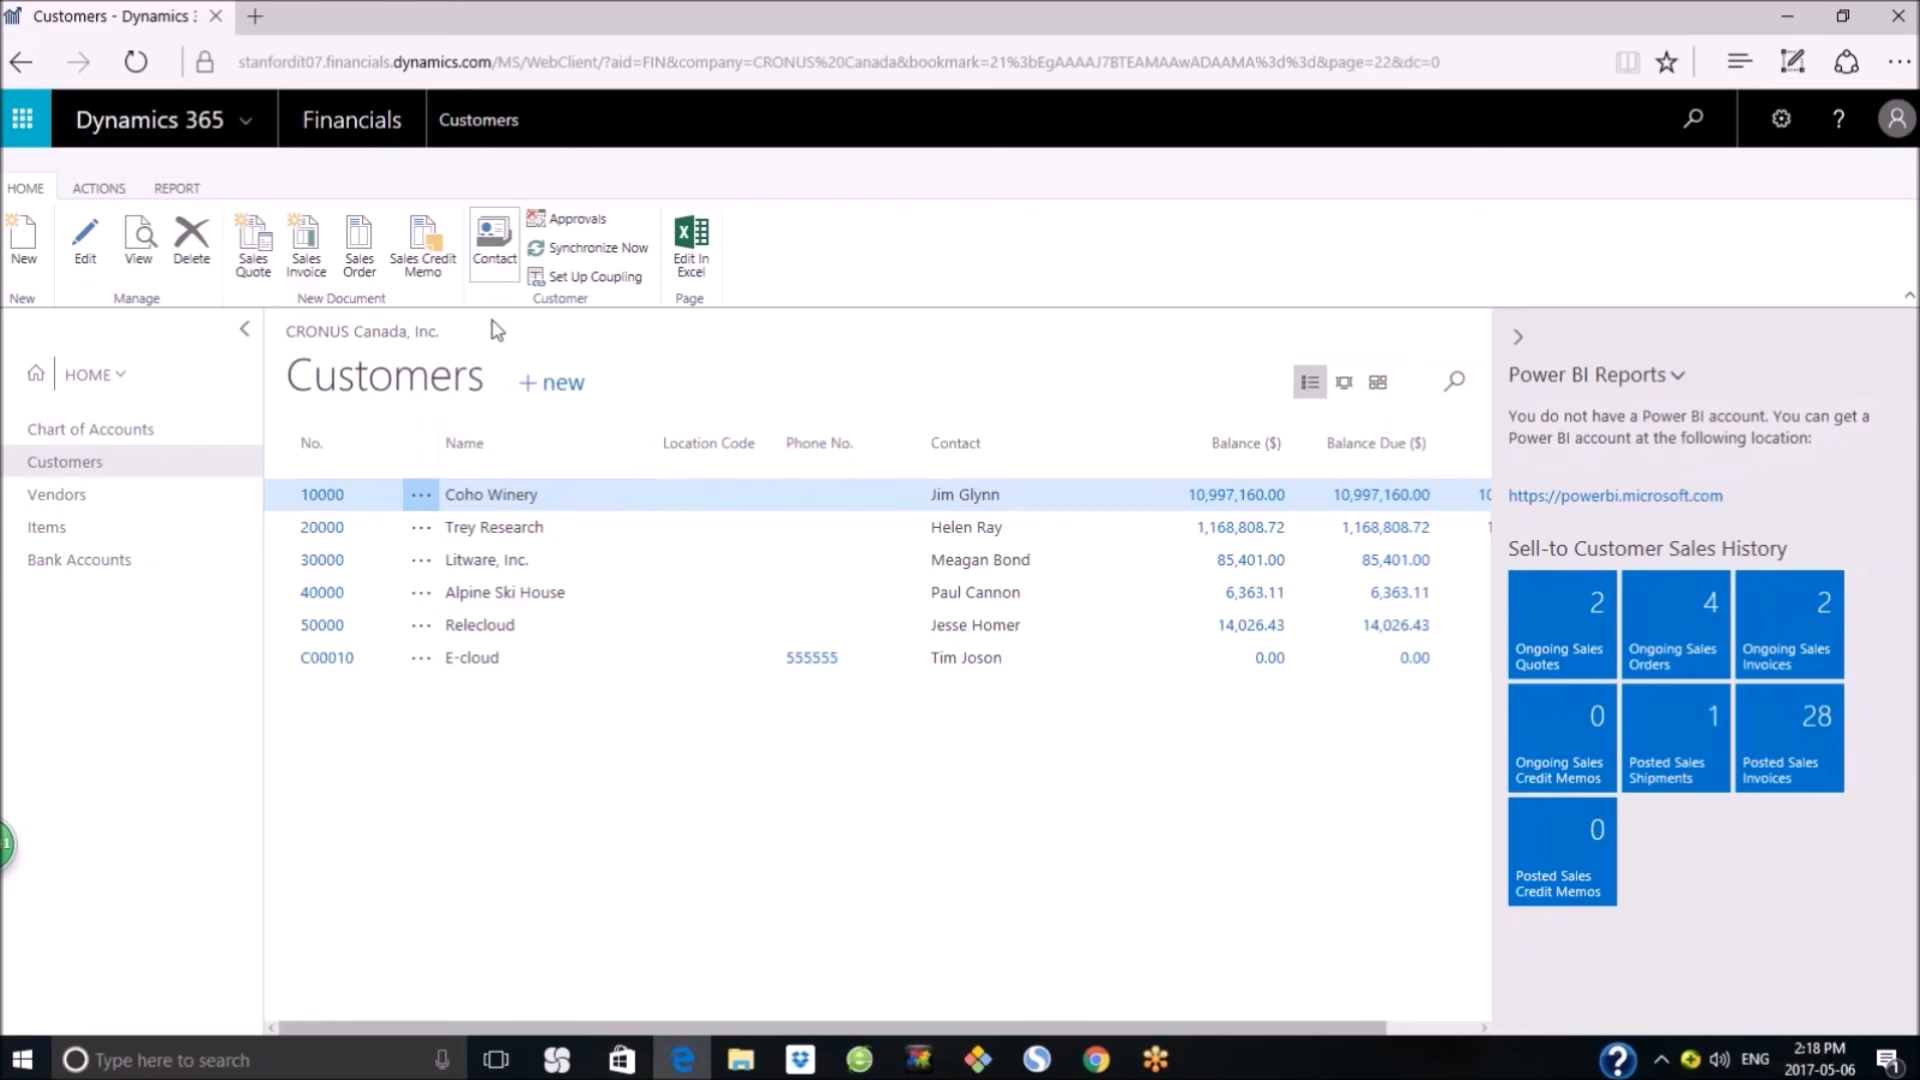 Customers - Dynamics :
stanfordit07.financials.dynamics.com/MS/WebClient/?aid=FIN&company=CRONUS%20Canada&bookmark=21%3bEgAAAAJ7BTEAMAAwADAAMA%3d%3d&page=22&dc=0
Dynamics 365 Financials Customers
HOME ACTIONS REPORT
New
Edit View Delete
Sales Quote
Sales Invoice
Sales Order
Sales Credit Memo
Contact
Approvals
Synchronize Now
Set Up Coupling
Edit In Excel
New Manage New Document Customer Page
HOME
Chart of Accounts
Customers
Vendors
Items
Bank Accounts
CRONUS Canada, Inc.
Customers + new
No. Name Location Code Phone No. Contact Balance ($) Balance Due ($)
10000 ··· Coho Winery Jim Glynn 10,997,160.00 10,997,160.00 10
20000 ··· Trey Research Helen Ray 1,168,808.72 1,168,808.72 1
30000 ··· Litware, Inc. Meagan Bond 85,401.00 85,401.00
40000 ··· Alpine Ski House Paul Cannon 6,363.11 6,363.11
50000 ··· Relecloud Jesse Homer 14,026.43 14,026.43
C00010 ··· E-cloud 555555 Tim Joson 0.00 0.00
Power BI Reports
You do not have a Power BI account. You can get a
Power BI account at the following location:
https://powerbi.microsoft.com
Sell-to Customer Sales History
2
Ongoing Sales
Quotes
4
Ongoing Sales
Orders
2
Ongoing Sales
Invoices
0
Ongoing Sales
Credit Memos
1
Posted Sales
Shipments
28
Posted Sales
Invoices
0
Posted Sales
Credit Memos
Type here to search
ENG
2:18 PM
2017-05-06
1